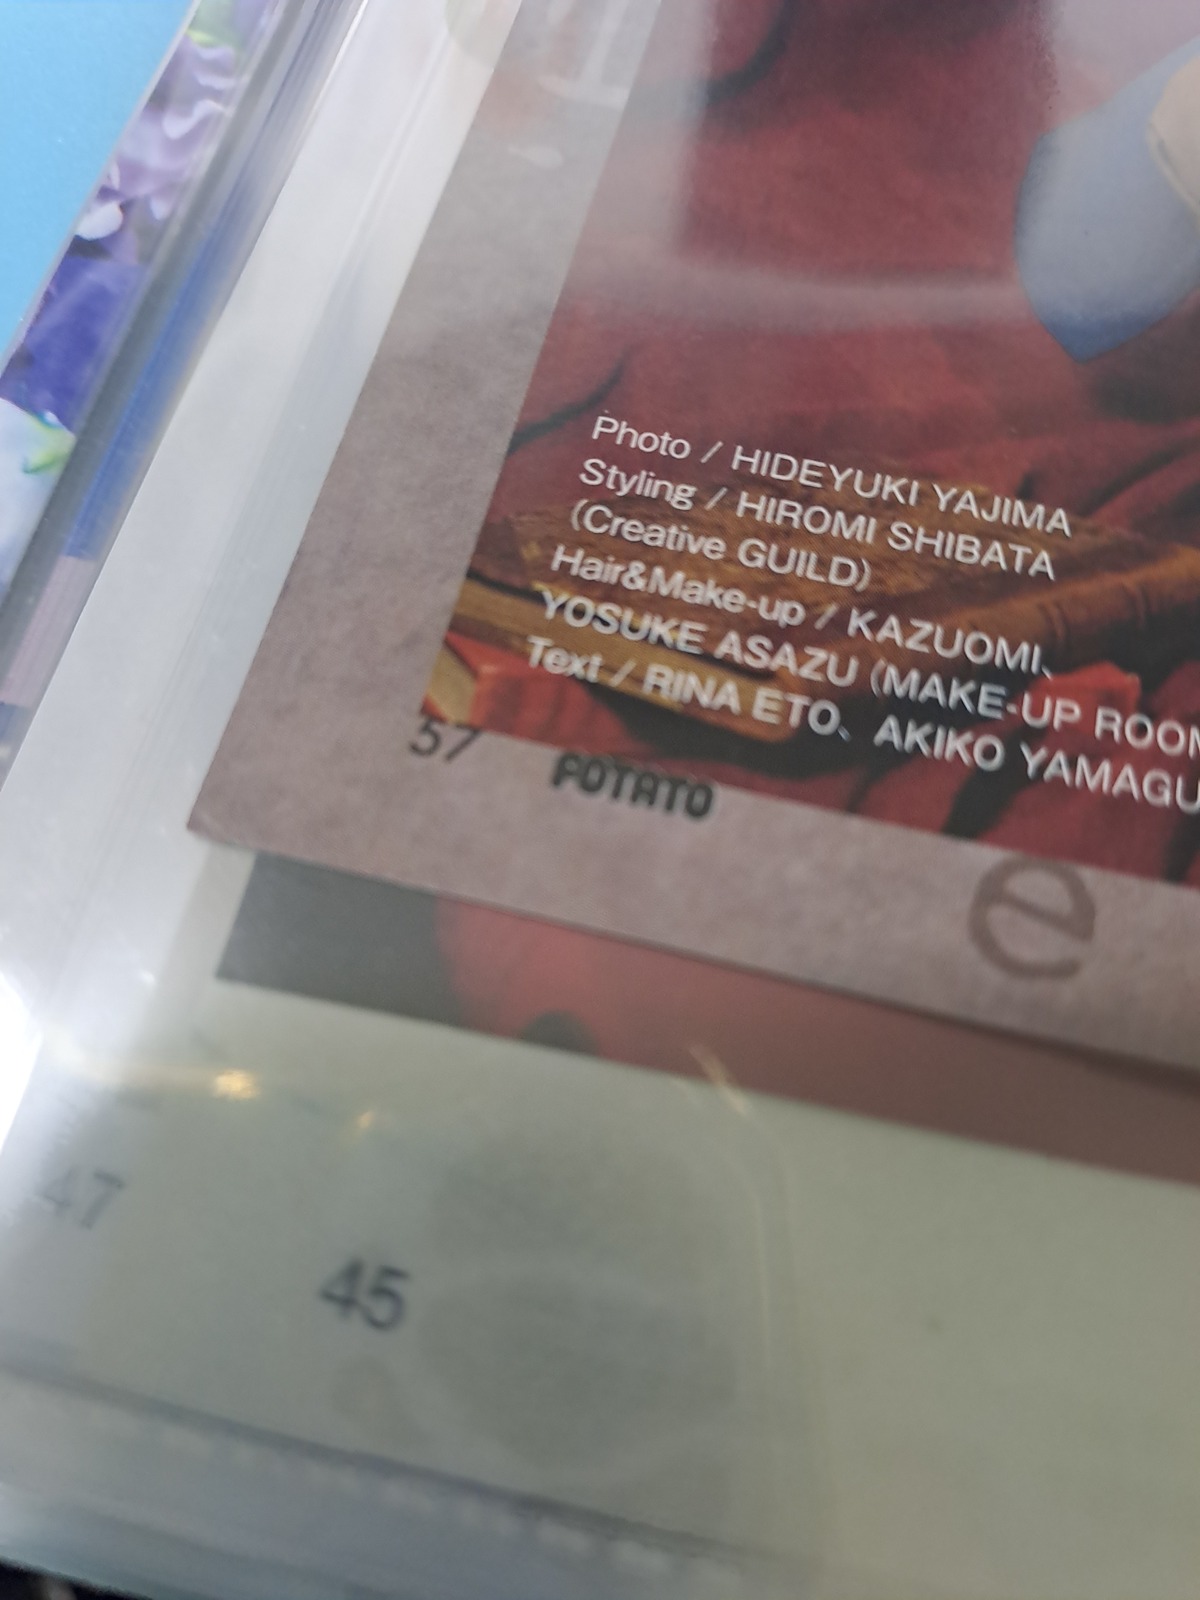 Photo / HIDEYUKI YAJIMA
Styling / HIROMI SHIBATA
(Creative GUILD)
Hair&Make-up / KAZUOMI、
YOSUKE ASAZU (MAKE-UP ROOM
Text / RINA ETO、AKIKO YAMAGU
57 POTATO
e
47
45